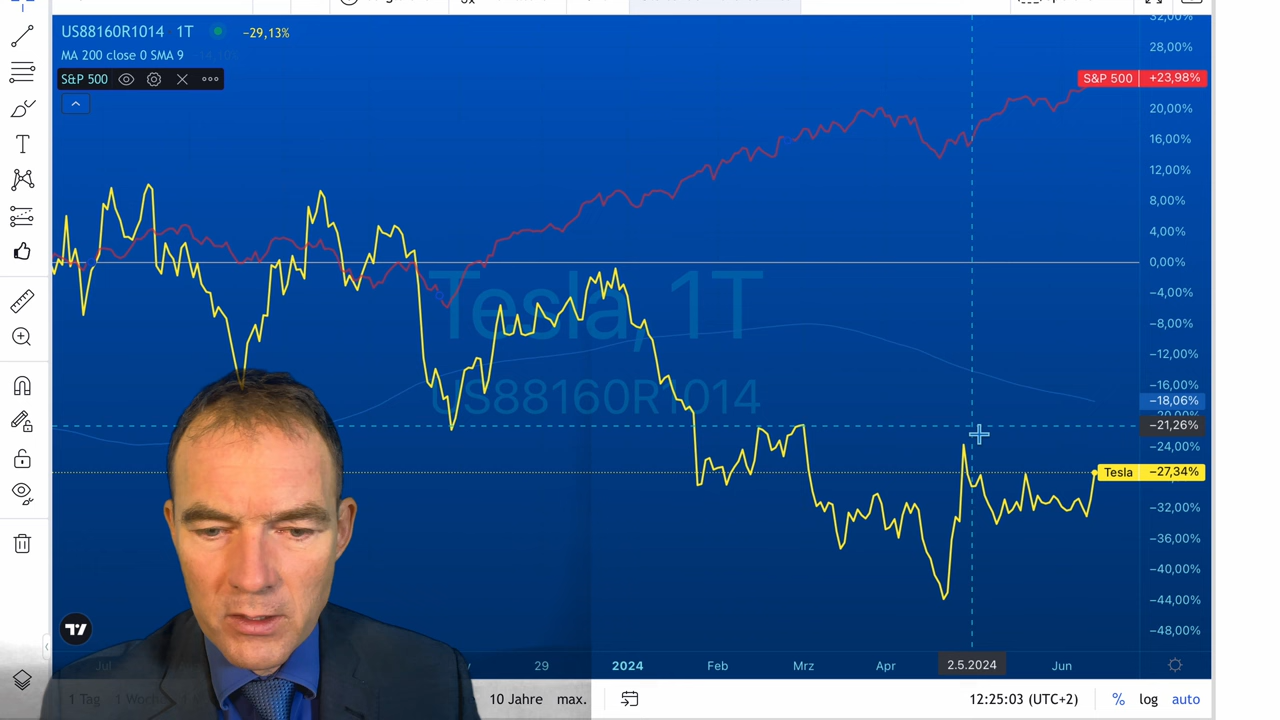 US88160R1014 1T −29,13%
MA 200 close 0 SMA 9
S&P 500
Tesla, 1T
US88160R1014
S&P 500 +23,98%
32,00%
28,00%
20,00%
16,00%
12,00%
8,00%
4,00%
0,00%
−4,00%
−8,00%
−12,00%
−16,00%
−18,06%
−20,00%
−21,26%
−24,00%
Tesla −27,34%
−32,00%
−36,00%
−40,00%
−44,00%
−48,00%
Jul 29 2024 Feb Mrz Apr 2.5.2024 Jun
1 Tag 10 Jahre max. 12:25:03 (UTC+2) % log auto